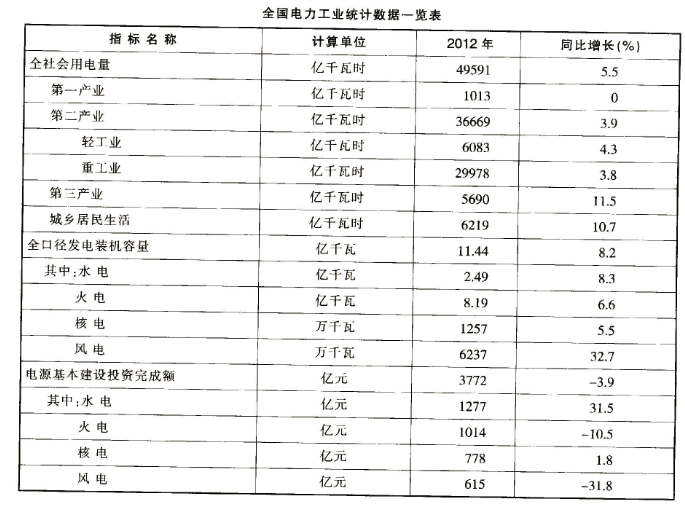 全国电力工业统计数据一览表
指标名称 计算单位 2012年 同比增长(%)
全社会用电量 亿千瓦时 49591 5.5
第一产业 亿千瓦时 1013 0
第二产业 亿千瓦时 36669 3.9
轻工业 亿千瓦时 6083 4.3
重工业 亿千瓦时 29978 3.8
第三产业 亿千瓦时 5690 11.5
城乡居民生活 亿千瓦时 6219 10.7
全口径发电装机容量 亿千瓦 11.44 8.2
其中:水电 亿千瓦 2.49 8.3
火电 亿千瓦 8.19 6.6
核电 万千瓦 1257 5.5
风电 万千瓦 6237 32.7
电源基本建设投资完成额 亿元 3772 -3.9
其中:水电 亿元 1277 31.5
火电 亿元 1014 -10.5
核电 亿元 778 1.8
风电 亿元 615 -31.8